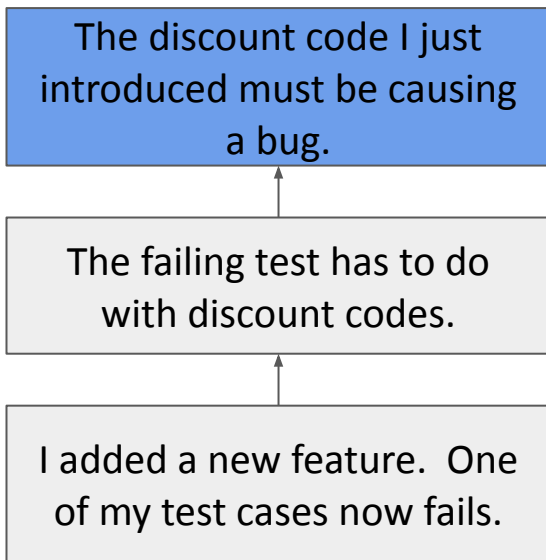 The discount code I just
introduced must be causing
a bug.
The failing test has to do
with discount codes.
I added a new feature.  One
of my test cases now fails.